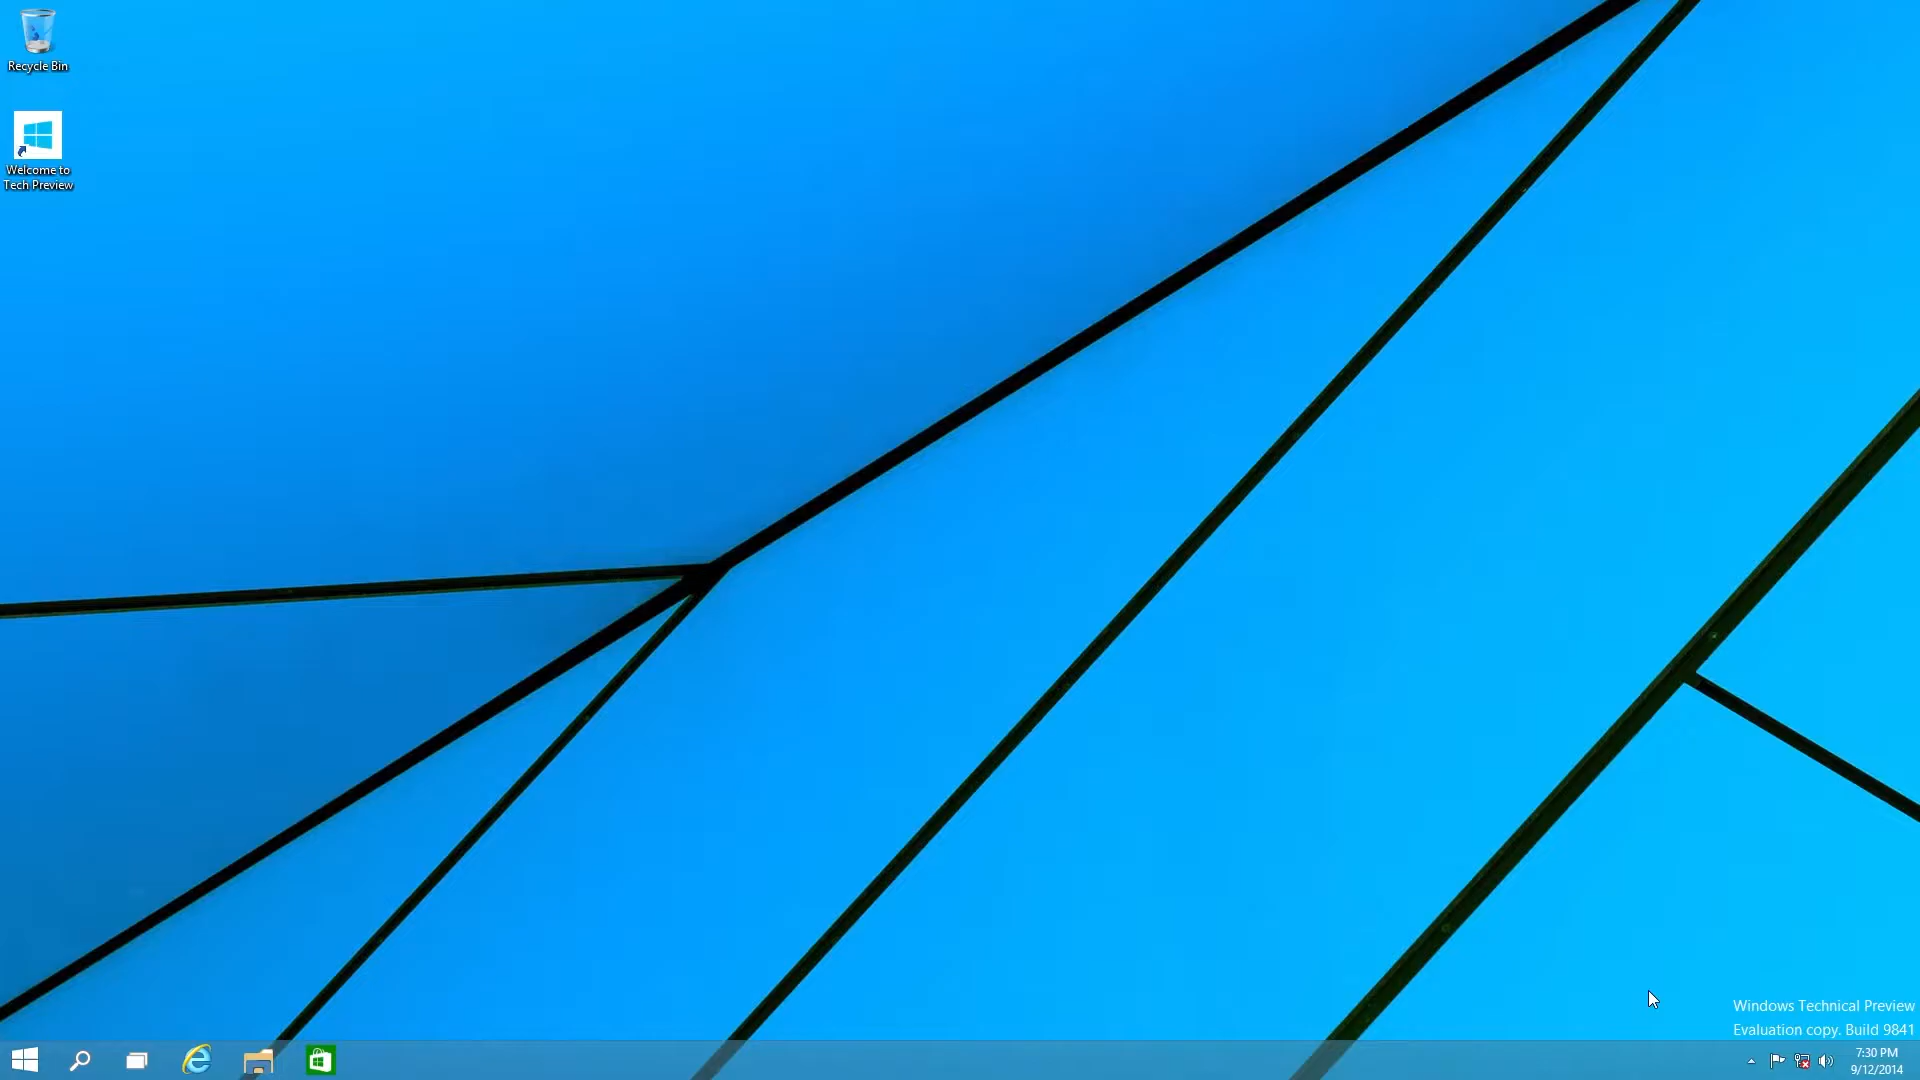 Recycle Bin
Welcome to
Tech Preview
Windows Technical Preview
Evaluation copy. Build 9841
7:30 PM
9/12/2014